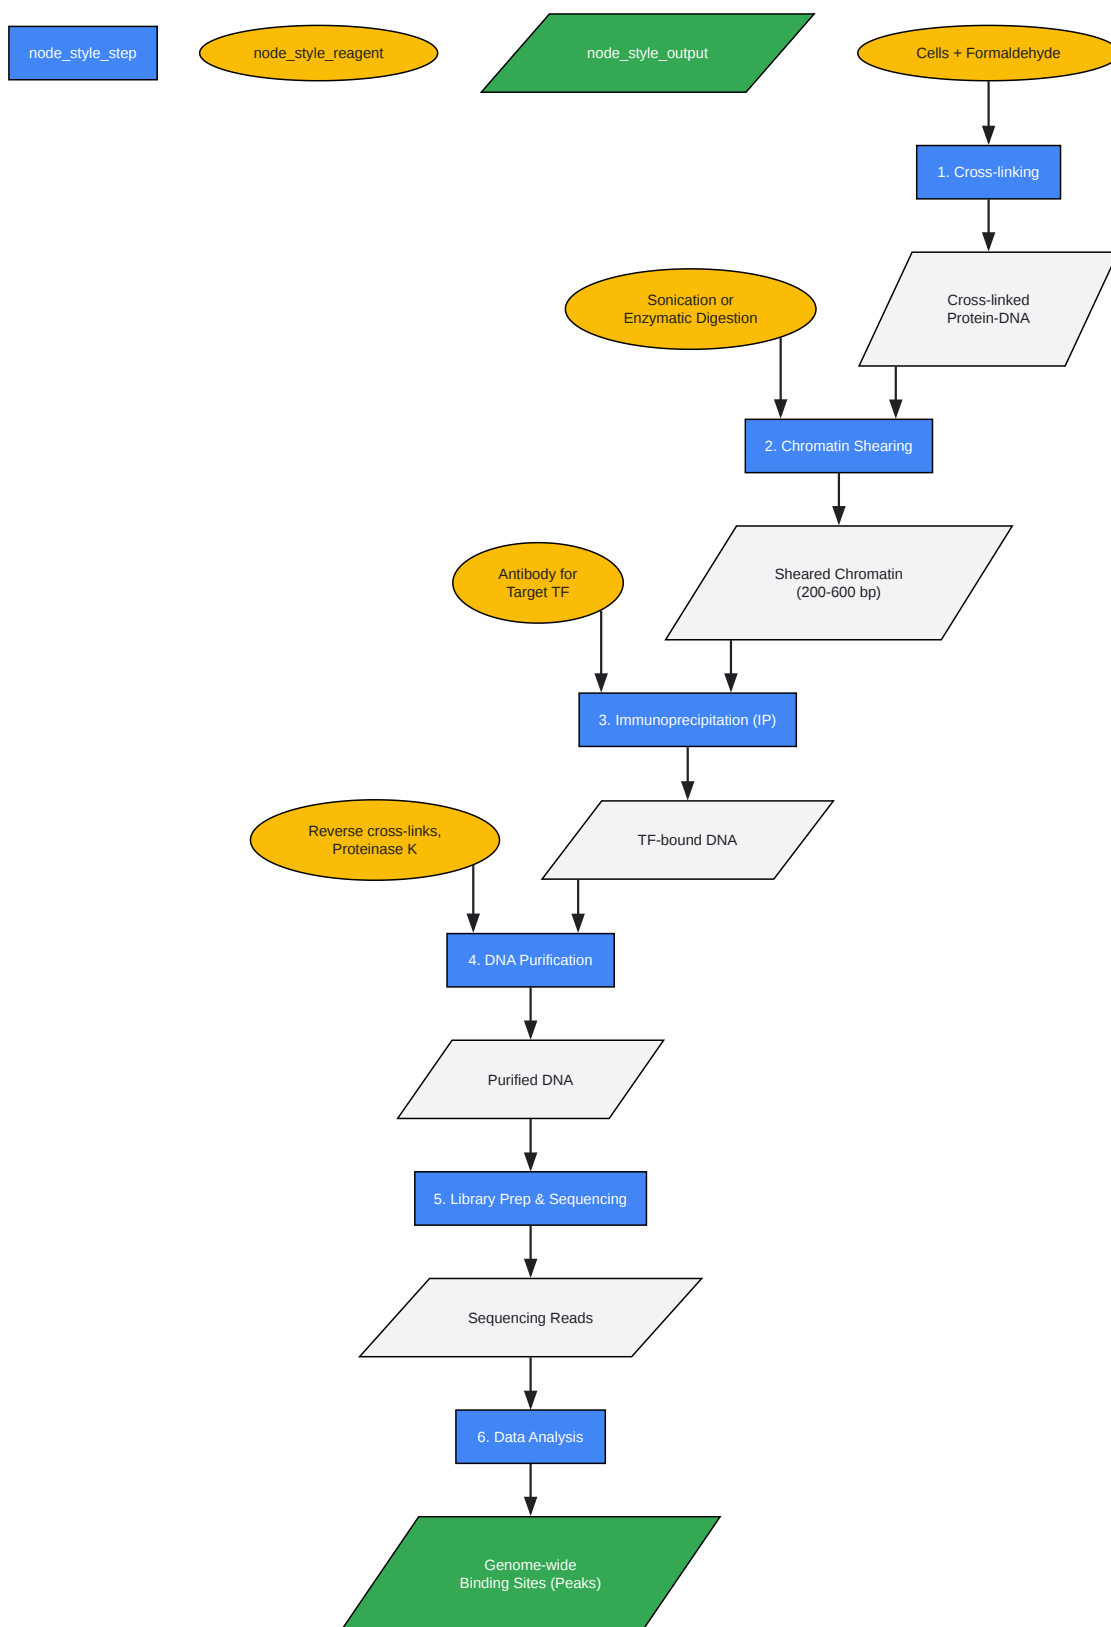 node_style_step
node_style_reagent
node_style_output
Cells + Formaldehyde
1. Cross-linking
Sonication or
Enzymatic Digestion
Cross-linked
Protein-DNA
2. Chromatin Shearing
Antibody for
Target TF
Sheared Chromatin
(200-600 bp)
3. Immunoprecipitation (IP)
Reverse cross-links,
Proteinase K
TF-bound DNA
4. DNA Purification
Purified DNA
5. Library Prep & Sequencing
Sequencing Reads
6. Data Analysis
Genome-wide
Binding Sites (Peaks)